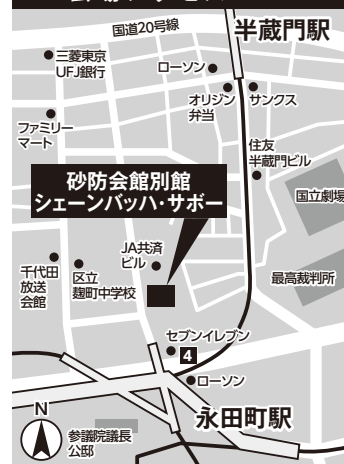 国道20号線
半蔵門駅
三菱東京
UFJ銀行
ローソン
オリジン
弁当
サンクス
ファミリー
マート
住友
半蔵門ビル
砂防会館別館
シェーンバッハ・サボー
国立劇場
JA共済
ビル
千代田
放送
会館
区立
麹町中学校
最高裁判所
セブンイレブン
4
ローソン
永田町駅
N
参議院議長
公邸